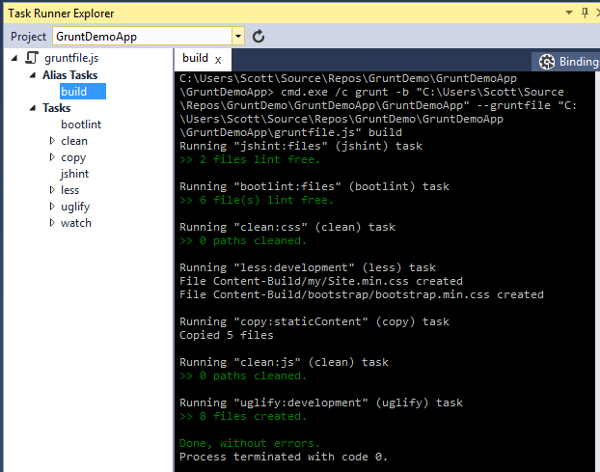 Task Runner Explorer
Project GruntDemoApp
gruntfile.js
Alias Tasks
build
Tasks
bootlint
clean
copy
jshint
less
uglify
watch
build x
Bindings
C:\Users\Scott\Source\Repos\GruntDemo\GruntDemoApp
\GruntDemoApp> cmd.exe /c grunt -b "C:\Users\Scott\Source
\Repos\GruntDemo\GruntDemoApp\GruntDemoApp" --gruntfile "C:
\Users\Scott\Source\Repos\GruntDemo\GruntDemoApp
\GruntDemoApp\gruntfile.js" build
Running "jshint:files" (jshint) task
>> 2 files lint free.
Running "bootlint:files" (bootlint) task
>> 6 file(s) lint free.
Running "clean:css" (clean) task
>> 0 paths cleaned.
Running "less:development" (less) task
File Content-Build/my/Site.min.css created
File Content-Build/bootstrap/bootstrap.min.css created
Running "copy:staticContent" (copy) task
Copied 5 files
Running "clean:js" (clean) task
>> 0 paths cleaned.
Running "uglify:development" (uglify) task
>> 8 files created.
Done, without errors.
Process terminated with code 0.